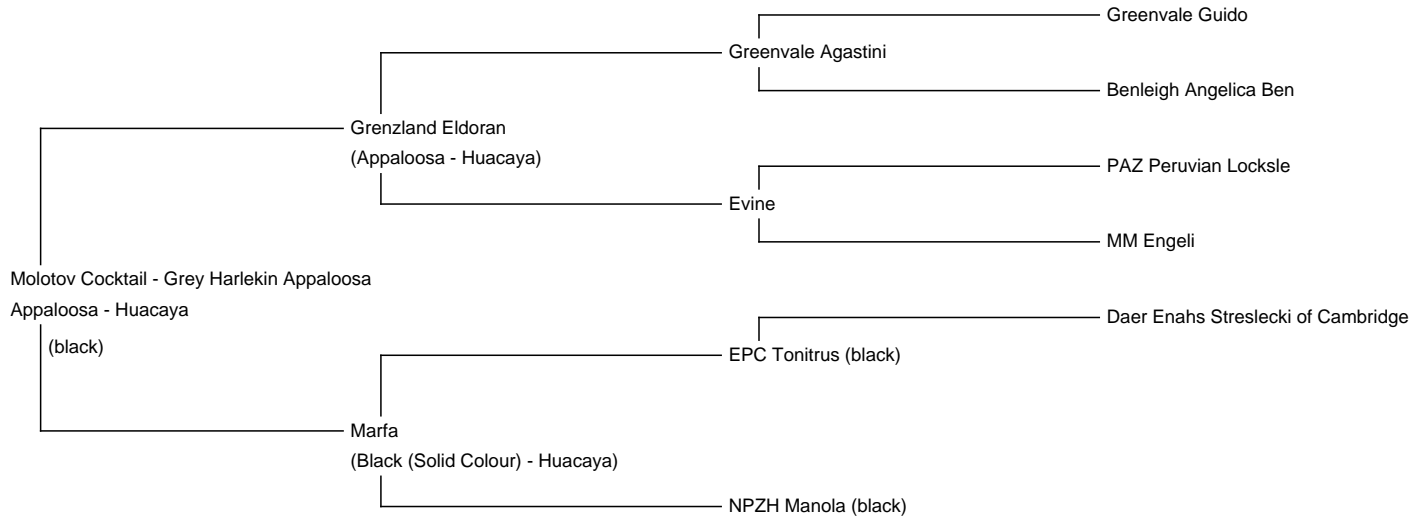 Greenvale Guido
Greenvale Agastini
Benleigh Angelica Ben
Grenzland Eldoran
(Appaloosa - Huacaya)
PAZ Peruvian Locksle
Evine
MM Engeli
Molotov Cocktail - Grey Harlekin Appaloosa
Appaloosa - Huacaya
(black)
Daer Enahs Streslecki of Cambridge
EPC Tonitrus (black)
Marfa
(Black (Solid Colour) - Huacaya)
NPZH Manola (black)